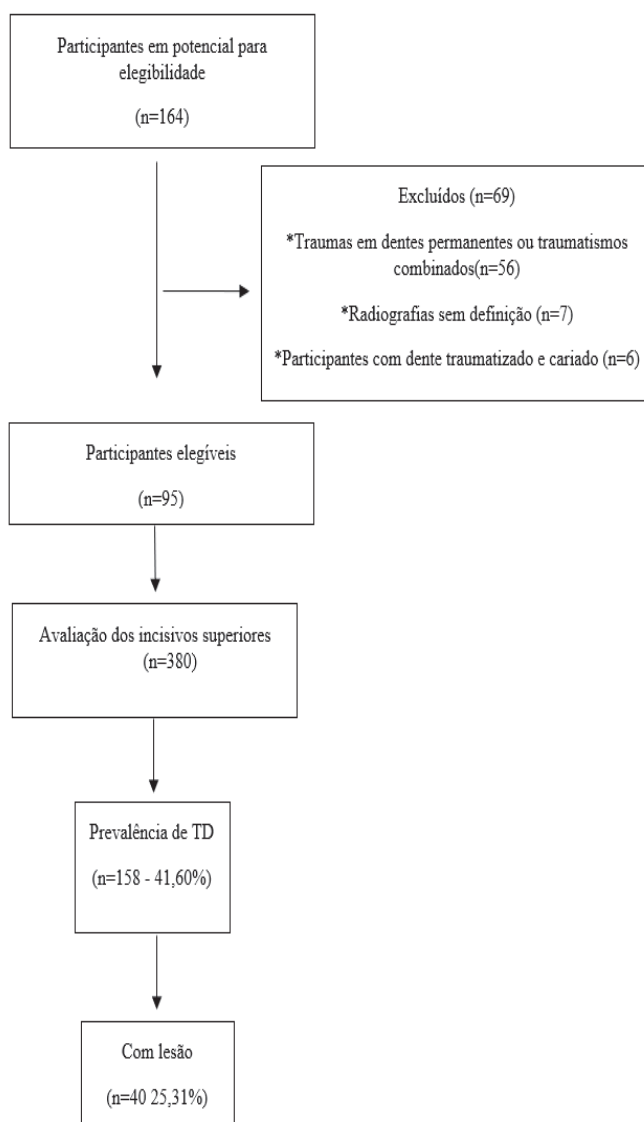 Participantes em potencial para
elegibilidade
(n=164)
Excluídos (n=69)
*Traumas em dentes permanentes ou traumatismos
combinados(n=56)
*Radiografias sem definição (n=7)
*Participantes com dente traumatizado e cariado (n=6)
Participantes elegíveis
(n=95)
Avaliação dos incisivos superiores
(n=380)
Prevalência de TD
(n=158 - 41,60%)
Com lesão
(n=40 25,31%)